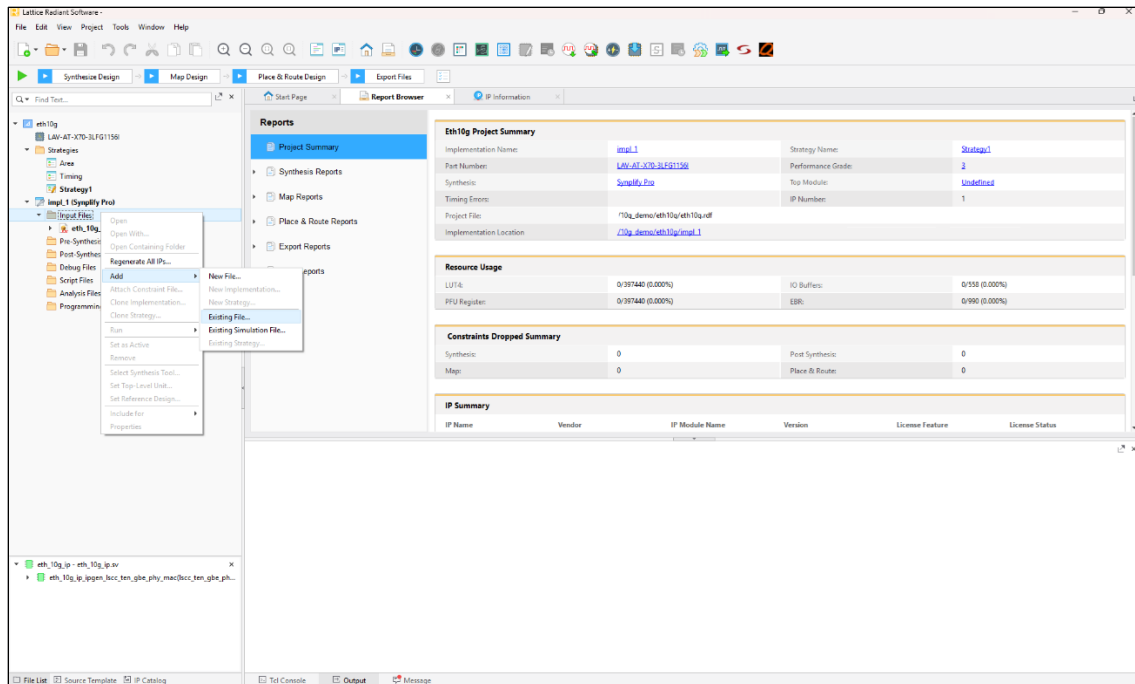 Lattice Radiant Software -
File Edit View Project Tools Window Help
Synthesize Design Map Design Place & Route Design Export Files
Find Text...
Start Page Report Browser IP Information
eth10g
LAV-AT-X70-3LFG1156I
Strategies
Area
Timing
Strategy1
impl_1 (Synplify Pro)
Input Files
eth_10g_
Pre-Synthesis
Post-Synthes
Debug Files
Script Files
Analysis Files
Programmin
Open
Open With...
Open Containing Folder
Regenerate All IPs...
Add
Attach Constraint File...
Clone Implementation...
Clone Strategy...
Run
Set as Active
Remove
Select Synthesis Tool...
Set Top-Level Unit...
Set Reference Design...
Include for
Properties
New File...
New Implementation...
New Strategy...
Existing File...
Existing Simulation File...
Existing Strategy...
Reports
Project Summary
Synthesis Reports
Map Reports
Place & Route Reports
Export Reports
eports
Eth10g Project Summary
Implementation Name: impl_1 Strategy Name: Strategy1
Part Number: LAV-AT-X70-3LFG1156I Performance Grade: 3
Synthesis: Synplify Pro Top Module: Undefined
Timing Errors: IP Number: 1
Project File: /10g_demo/eth10g/eth10g.rdf
Implementation Location /10g_demo/eth10g/impl_1
Resource Usage
LUT4: 0/397440 (0.000%) IO Buffers: 0/558 (0.000%)
PFU Register: 0/397440 (0.000%) EBR: 0/990 (0.000%)
Constraints Dropped Summary
Synthesis: 0 Post Synthesis: 0
Map: 0 Place & Route: 0
IP Summary
IP Name Vendor IP Module Name Version License Feature License Status
eth_10g_ip - eth_10g_ip.sv
eth_10g_ip_ipgen_lscc_ten_gbe_phy_mac(lscc_ten_gbe_ph...
File List Source Template IP Catalog
Tcl Console Output Message